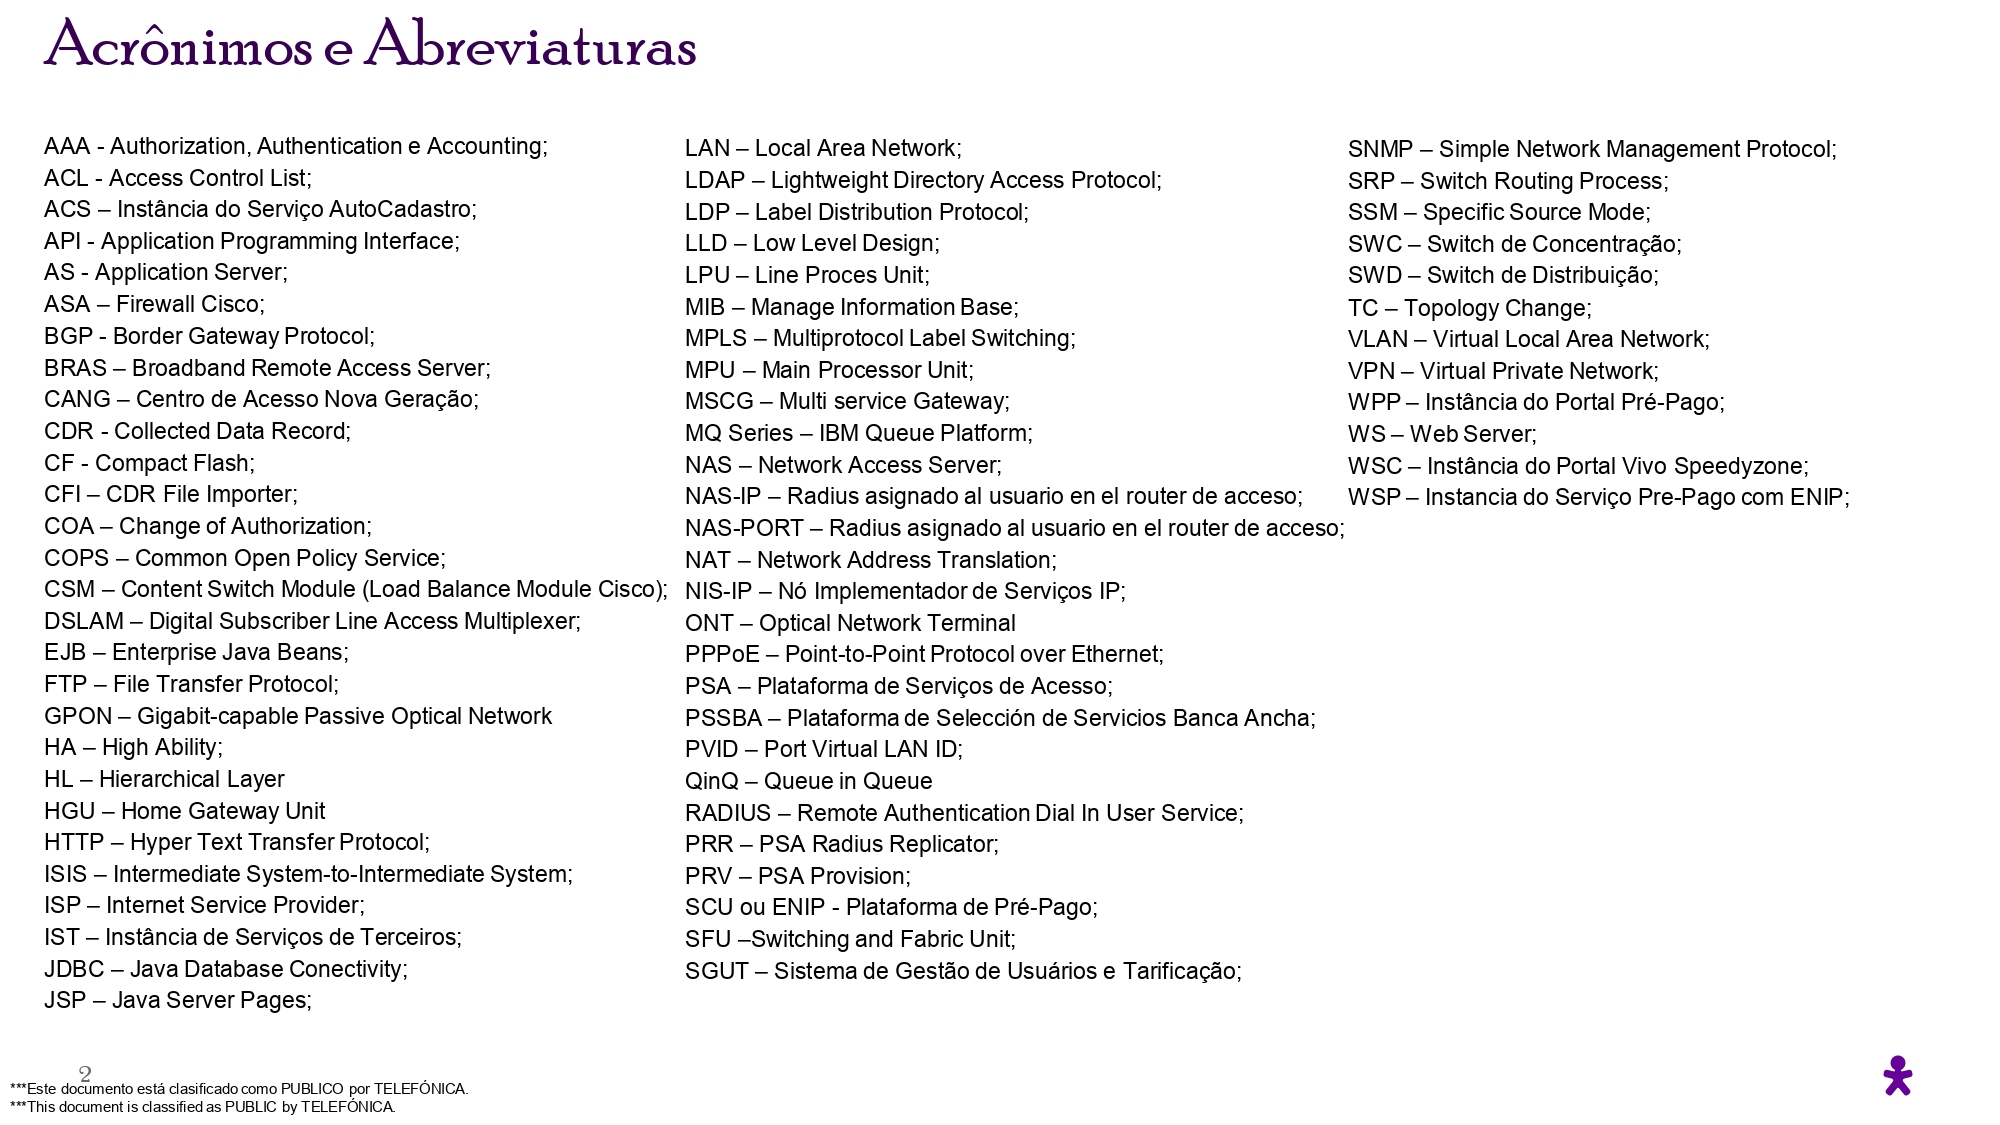 Acrônimos e Abreviaturas
AAA - Authorization, Authentication e Accounting;
ACL - Access Control List;
ACS – Instância do Serviço AutoCadastro;
API - Application Programming Interface;
AS - Application Server;
ASA – Firewall Cisco;
BGP - Border Gateway Protocol;
BRAS – Broadband Remote Access Server;
CANG – Centro de Acesso Nova Geração;
CDR - Collected Data Record;
CF - Compact Flash;
CFI – CDR File Importer;
COA – Change of Authorization;
COPS – Common Open Policy Service;
CSM – Content Switch Module (Load Balance Module Cisco);
DSLAM – Digital Subscriber Line Access Multiplexer;
EJB – Enterprise Java Beans;
FTP – File Transfer Protocol;
GPON – Gigabit-capable Passive Optical Network
HA – High Ability;
HL – Hierarchical Layer
HGU – Home Gateway Unit
HTTP – Hyper Text Transfer Protocol;
ISIS – Intermediate System-to-Intermediate System;
ISP – Internet Service Provider;
IST – Instância de Serviços de Terceiros;
JDBC – Java Database Conectivity;
JSP – Java Server Pages;
LAN – Local Area Network;
LDAP – Lightweight Directory Access Protocol;
LDP – Label Distribution Protocol;
LLD – Low Level Design;
LPU – Line Proces Unit;
MIB – Manage Information Base;
MPLS – Multiprotocol Label Switching;
MPU – Main Processor Unit;
MSCG – Multi service Gateway;
MQ Series – IBM Queue Platform;
NAS – Network Access Server;
NAS-IP – Radius asignado al usuario en el router de acceso;
NAS-PORT – Radius asignado al usuario en el router de acceso;
NAT – Network Address Translation;
NIS-IP – Nó Implementador de Serviços IP;
ONT – Optical Network Terminal
PPPoE – Point-to-Point Protocol over Ethernet;
PSA – Plataforma de Serviços de Acesso;
PSSBA – Plataforma de Selección de Servicios Banca Ancha;
PVID – Port Virtual LAN ID;
QinQ – Queue in Queue
RADIUS – Remote Authentication Dial In User Service;
PRR – PSA Radius Replicator;
PRV – PSA Provision;
SCU ou ENIP - Plataforma de Pré-Pago;
SFU –Switching and Fabric Unit;
SGUT – Sistema de Gestão de Usuários e Tarificação;
SNMP – Simple Network Management Protocol;
SRP – Switch Routing Process;
SSM – Specific Source Mode;
SWC – Switch de Concentração;
SWD – Switch de Distribuição;
TC – Topology Change;
VLAN – Virtual Local Area Network;
VPN – Virtual Private Network;
WPP – Instância do Portal Pré-Pago;
WS – Web Server;
WSC – Instância do Portal Vivo Speedyzone;
WSP – Instancia do Serviço Pre-Pago com ENIP;
2
***Este documento está clasificado como PUBLICO por TELEFÓNICA.
***This document is classified as PUBLIC by TELEFÓNICA.